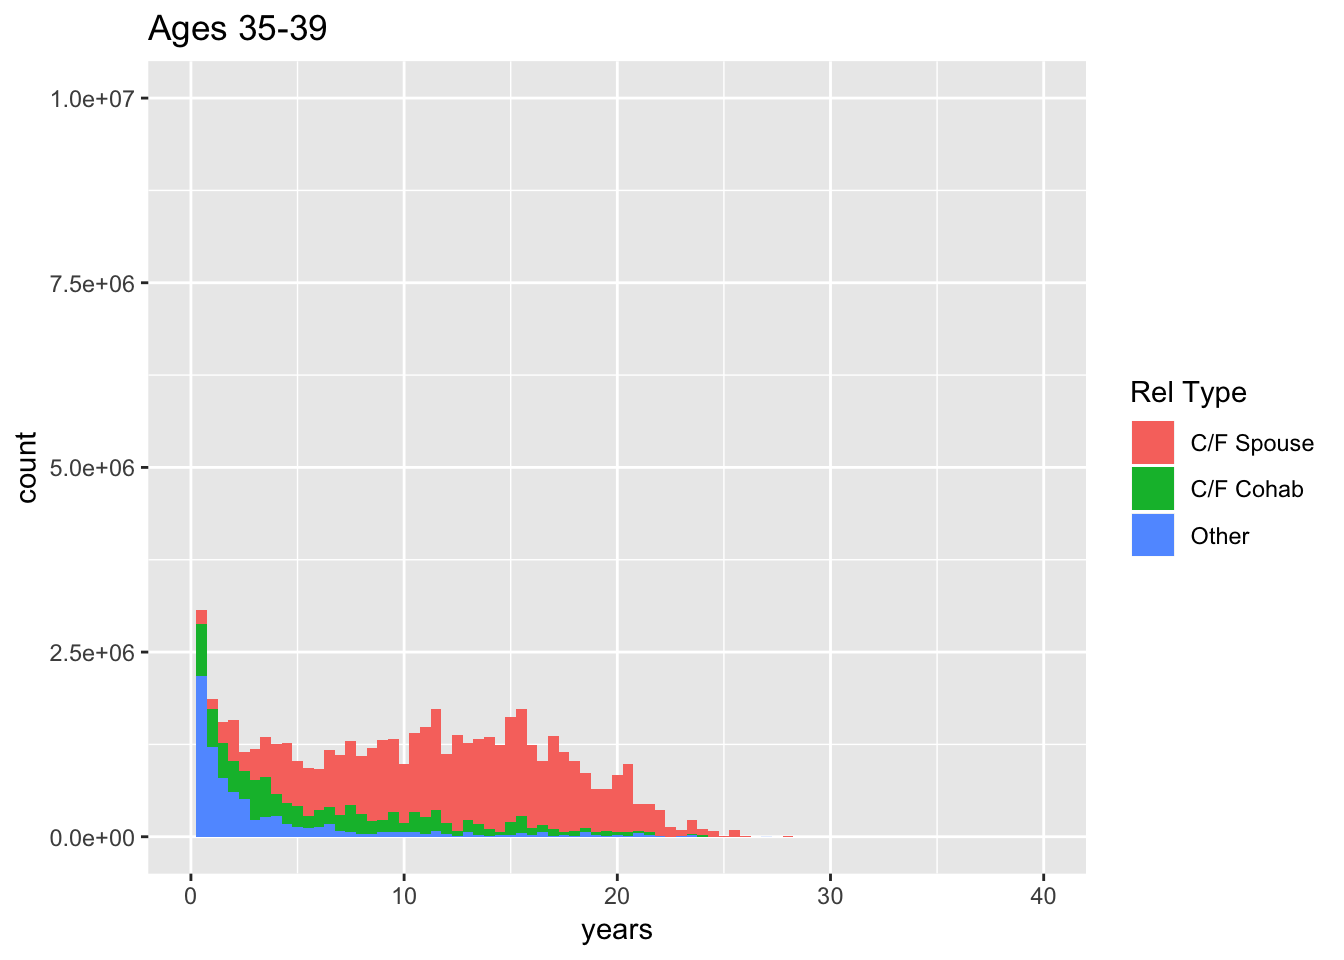 Ages 35-39
1.0e+07
7.5e+06
5.0e+06
2.5e+06
0.0e+00
count
0 10 20 30 40
years
Rel Type
C/F Spouse
C/F Cohab
Other